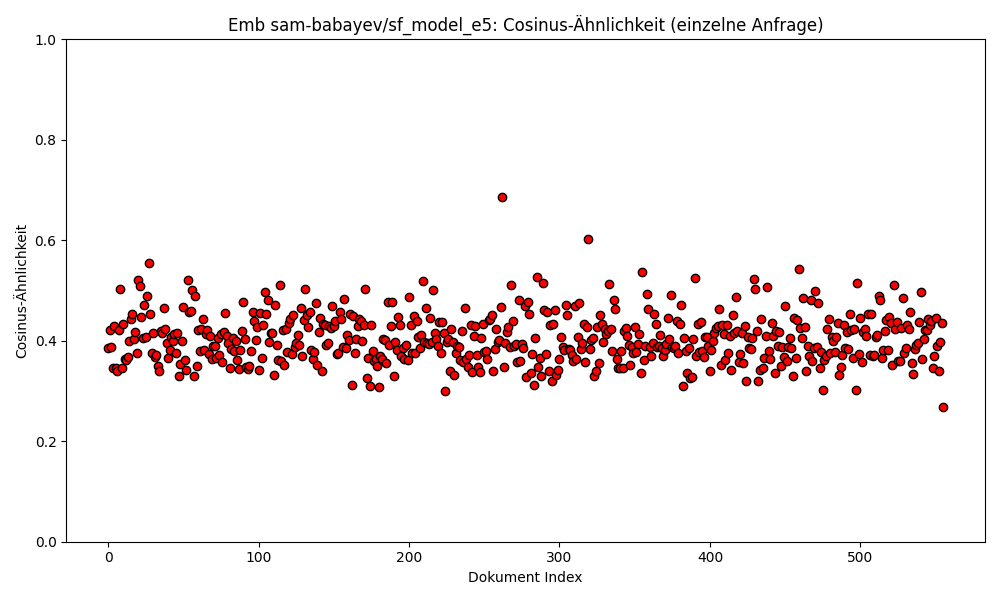 Emb sam-babayev/sf_model_e5: Cosinus-Ähnlichkeit (einzelne Anfrage)
Cosinus-Ähnlichkeit
1.0
0.8
0.6
0.4
0.2
0.0
0 100 200 300 400 500
Dokument Index